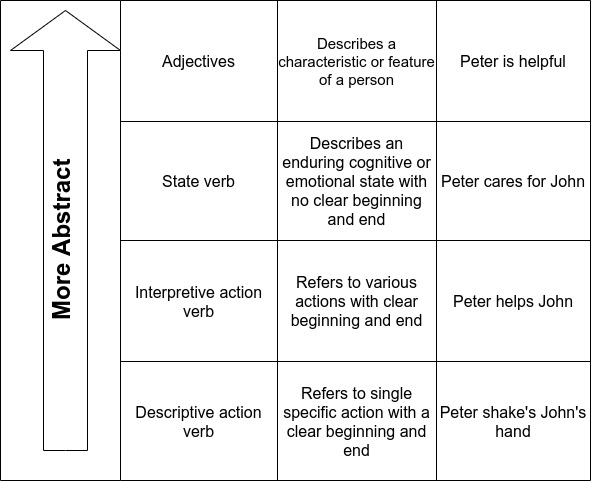 More Abstract
Adjectives
Describes a
characteristic or feature
of a person
Peter is helpful
State verb
Describes an
enduring cognitive or
emotional state with
no clear beginning
and end
Peter cares for John
Interpretive action
verb
Refers to various
actions with clear
beginning and end
Peter helps John
Descriptive action
verb
Refers to single
specific action with a
clear beginning and
end
Peter shake's John's
hand